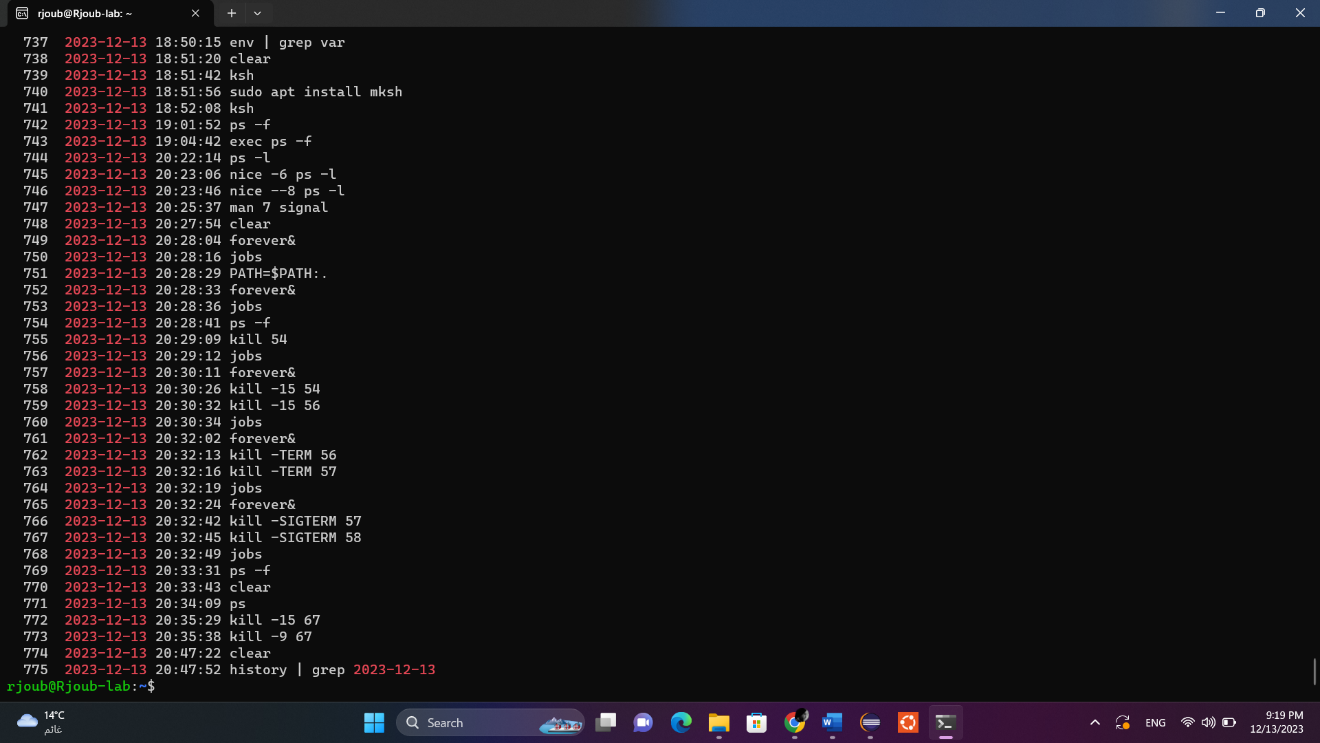 rjoub@Rjoub-lab: ~
737 2023-12-13 18:50:15 env | grep var
738 2023-12-13 18:51:20 clear
739 2023-12-13 18:51:42 ksh
740 2023-12-13 18:51:56 sudo apt install mksh
741 2023-12-13 18:52:08 ksh
742 2023-12-13 19:01:52 ps -f
743 2023-12-13 19:04:42 exec ps -f
744 2023-12-13 20:22:14 ps -l
745 2023-12-13 20:23:06 nice -6 ps -l
746 2023-12-13 20:23:46 nice --8 ps -l
747 2023-12-13 20:25:37 man 7 signal
748 2023-12-13 20:27:54 clear
749 2023-12-13 20:28:04 forever&
750 2023-12-13 20:28:16 jobs
751 2023-12-13 20:28:29 PATH=$PATH:.
752 2023-12-13 20:28:33 forever&
753 2023-12-13 20:28:36 jobs
754 2023-12-13 20:28:41 ps -f
755 2023-12-13 20:29:09 kill 54
756 2023-12-13 20:29:12 jobs
757 2023-12-13 20:30:11 forever&
758 2023-12-13 20:30:26 kill -15 54
759 2023-12-13 20:30:32 kill -15 56
760 2023-12-13 20:30:34 jobs
761 2023-12-13 20:32:02 forever&
762 2023-12-13 20:32:13 kill -TERM 56
763 2023-12-13 20:32:16 kill -TERM 57
764 2023-12-13 20:32:19 jobs
765 2023-12-13 20:32:24 forever&
766 2023-12-13 20:32:42 kill -SIGTERM 57
767 2023-12-13 20:32:45 kill -SIGTERM 58
768 2023-12-13 20:32:49 jobs
769 2023-12-13 20:33:31 ps -f
770 2023-12-13 20:33:43 clear
771 2023-12-13 20:34:09 ps
772 2023-12-13 20:35:29 kill -15 67
773 2023-12-13 20:35:38 kill -9 67
774 2023-12-13 20:47:22 clear
775 2023-12-13 20:47:52 history | grep 2023-12-13
rjoub@Rjoub-lab:~$
14°C
غائم
Search
ENG
9:19 PM
12/13/2023